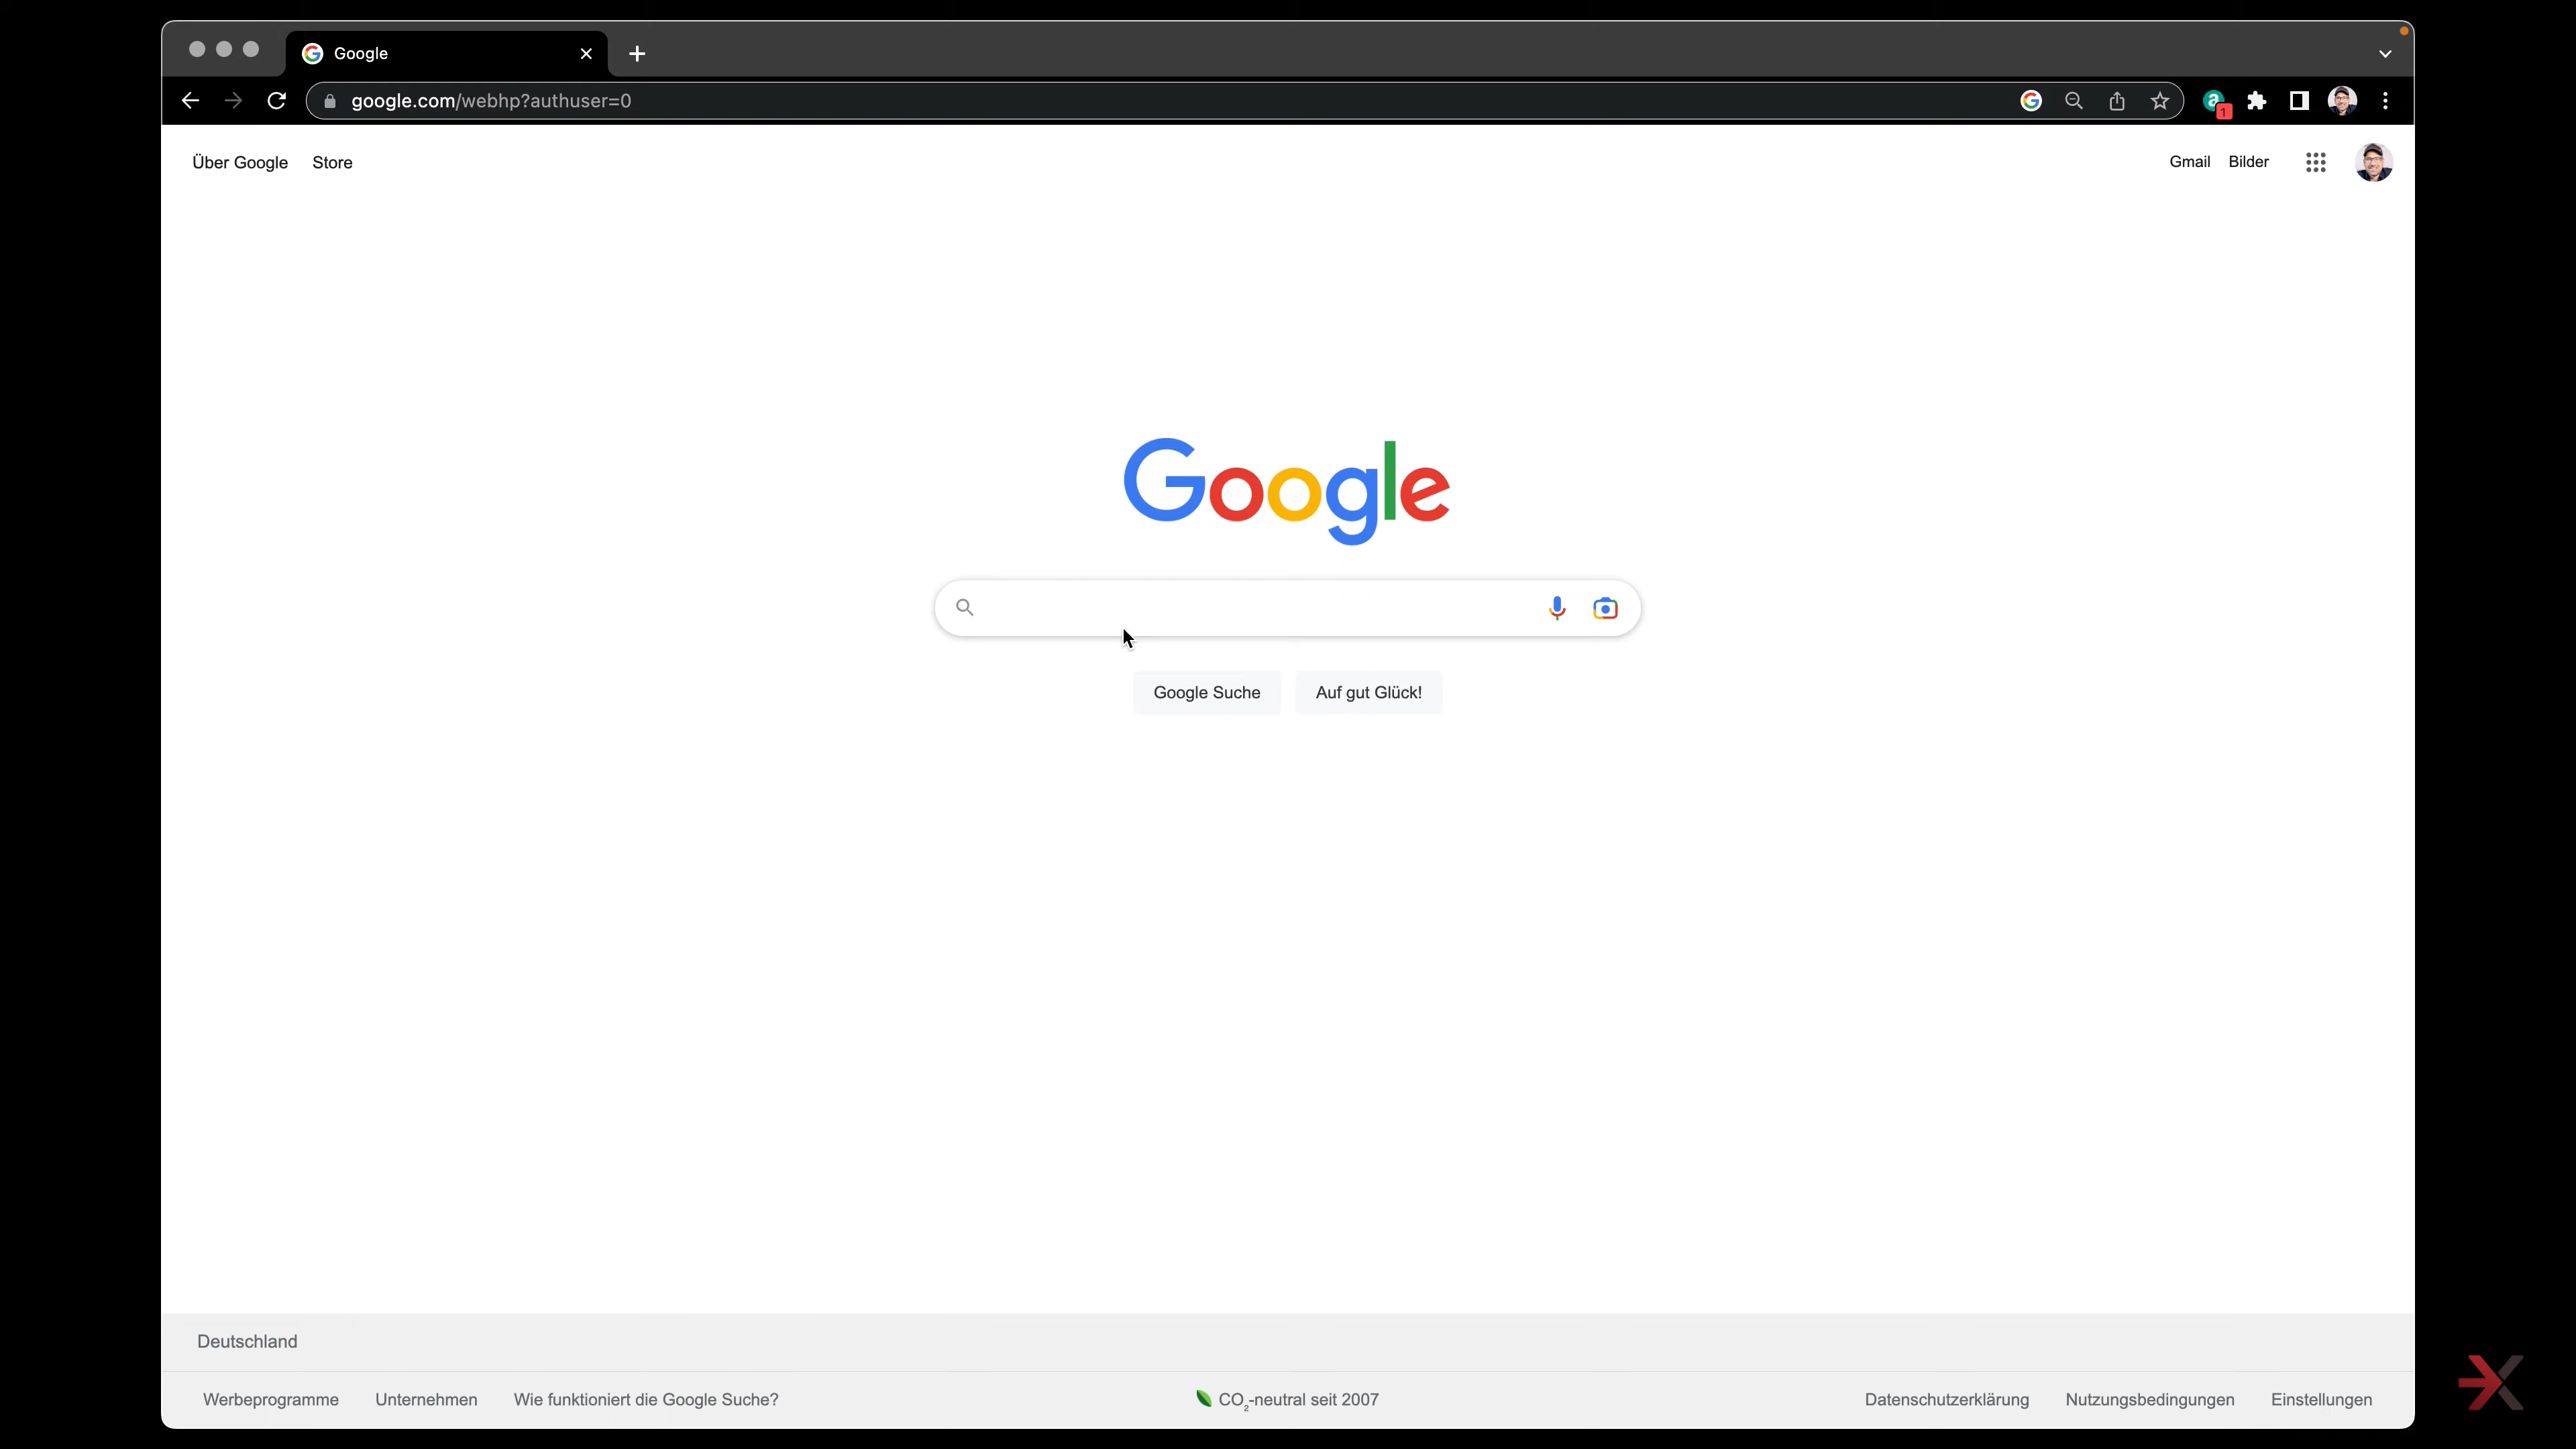 Google
google.com/webhp?authuser=0
1
Über Google Store
Gmail Bilder
Google
Google Suche Auf gut Glück!
Deutschland
Werbeprogramme Unternehmen Wie funktioniert die Google Suche?
CO₂-neutral seit 2007
Datenschutzerklärung Nutzungsbedingungen Einstellungen